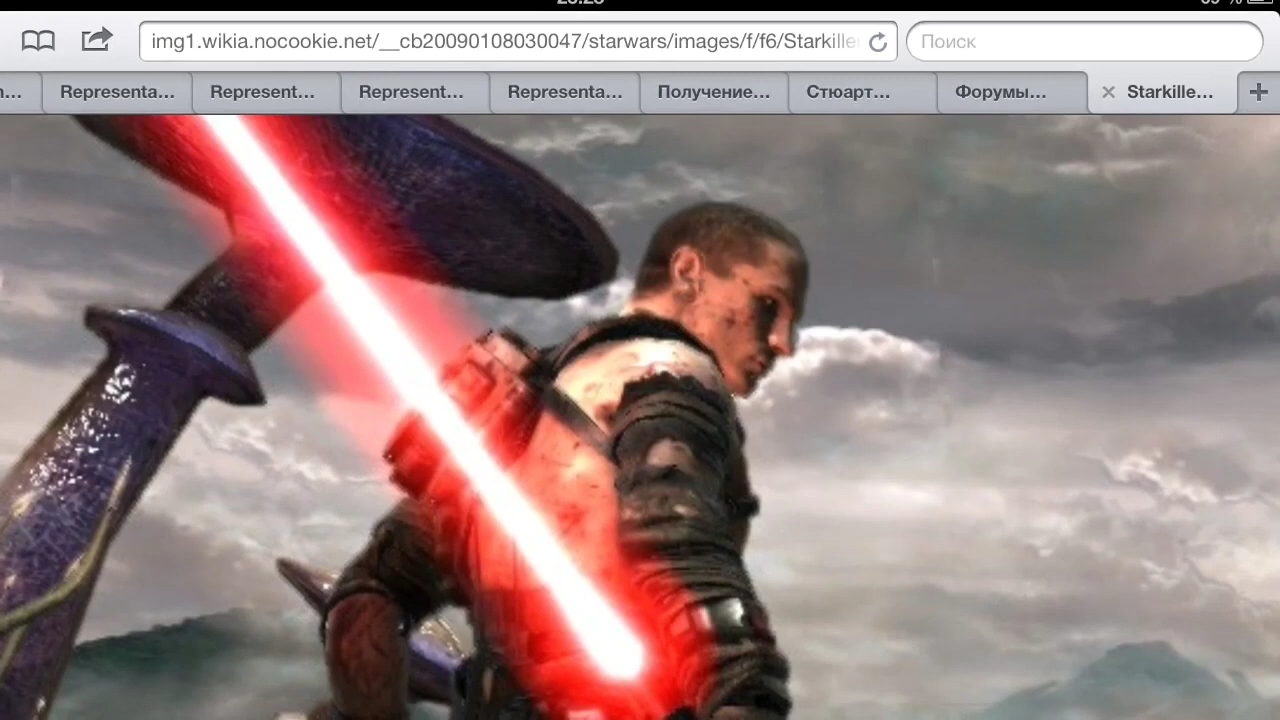 img1.wikia.nocookie.net/__cb20090108030047/starwars/images/f/f6/Starkille
Поиск
Representa... Represent... Represent... Representa... Получение... Стюарт... Форумы... Starkille...